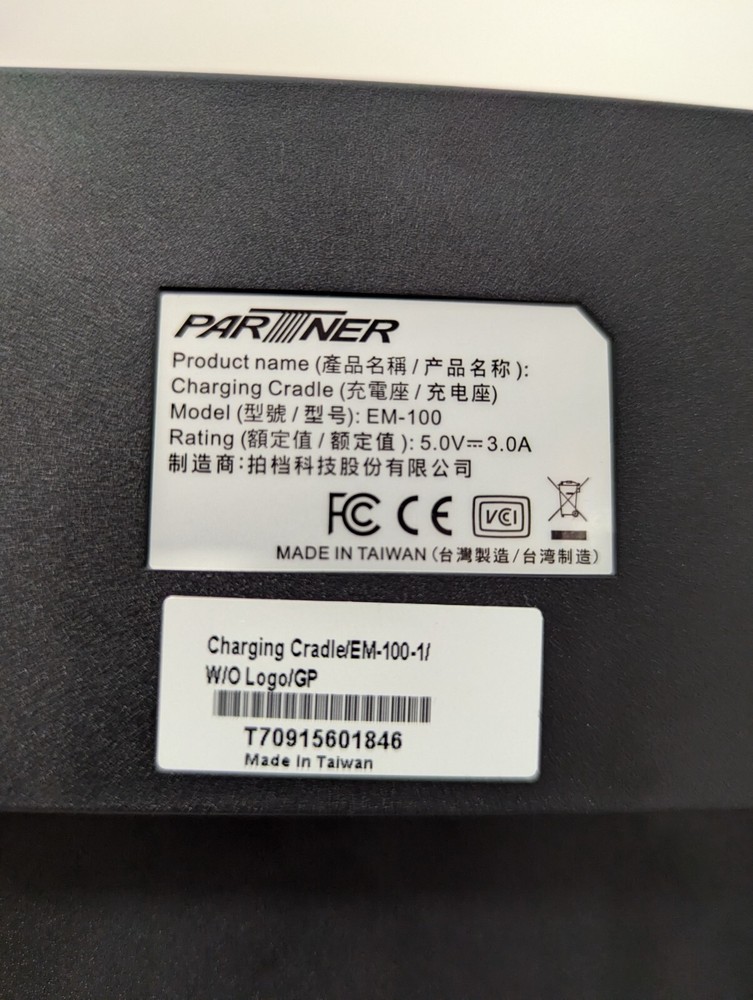 PARTNER
Product name (產品名稱 / 产品名称 ):
Charging Cradle (充電座 / 充电座)
Model (型號 / 型号): EM-100
Rating (額定值 / 额定值 ): 5.0V⎓3.0A
制造商:拍档科技股份有限公司
FC CE VCCI
MADE IN TAIWAN (台灣製造/台湾制造)
Charging Cradle/EM-100-1/
W/O Logo/GP
T70915601846
Made In Taiwan